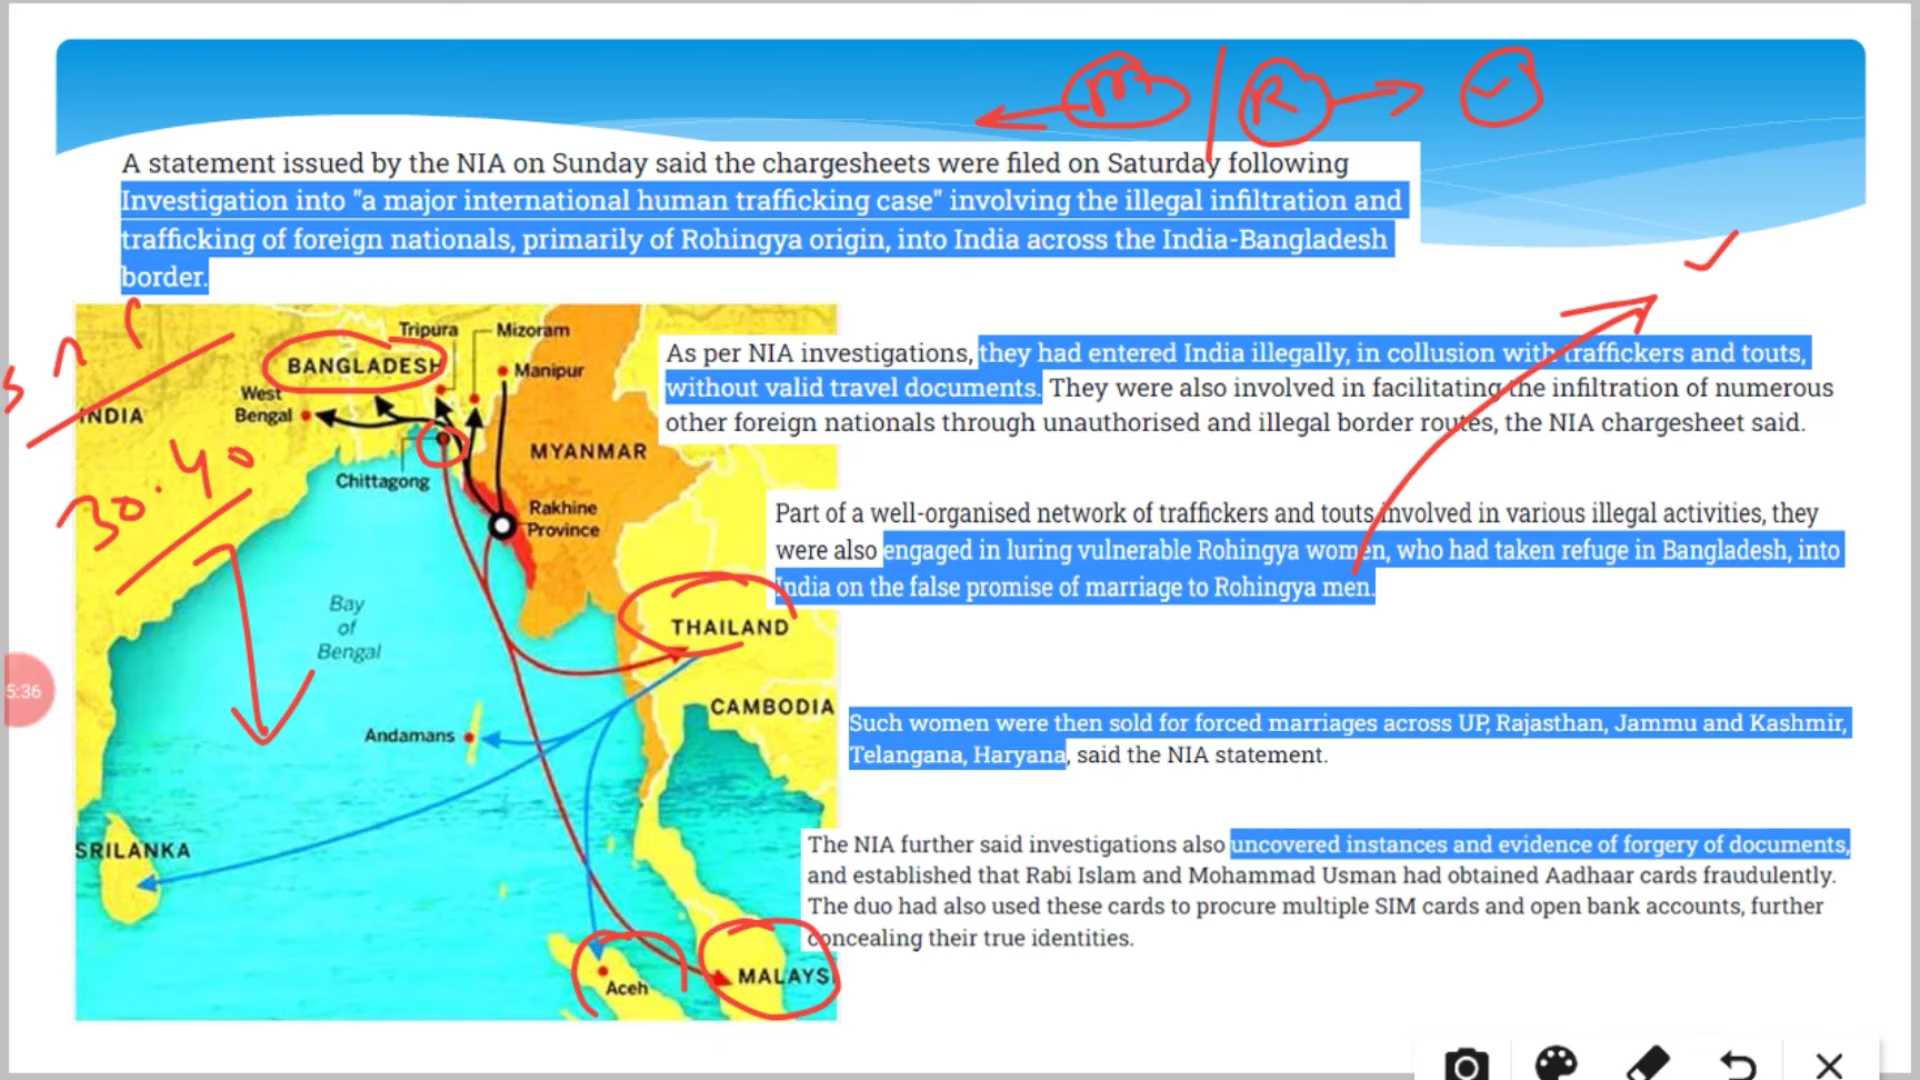 m / R
A statement issued by the NIA on Sunday said the chargesheets were filed on Saturday following
Investigation into "a major international human trafficking case" involving the illegal infiltration and
trafficking of foreign nationals, primarily of Rohingya origin, into India across the India-Bangladesh
border.
Tripura
Mizoram
BANGLADESH
Manipur
West
Bengal
INDIA
MYANMAR
Chittagong
Rakhine
Province
30.40
Bay
of
Bengal
THAILAND
CAMBODIA
Andamans
SRILANKA
Aceh
MALAYS
5:36
As per NIA investigations, they had entered India illegally, in collusion with traffickers and touts,
without valid travel documents. They were also involved in facilitating the infiltration of numerous
other foreign nationals through unauthorised and illegal border routes, the NIA chargesheet said.
Part of a well-organised network of traffickers and touts involved in various illegal activities, they
were also engaged in luring vulnerable Rohingya women, who had taken refuge in Bangladesh, into
India on the false promise of marriage to Rohingya men.
Such women were then sold for forced marriages across UP, Rajasthan, Jammu and Kashmir,
Telangana, Haryana, said the NIA statement.
The NIA further said investigations also uncovered instances and evidence of forgery of documents,
and established that Rabi Islam and Mohammad Usman had obtained Aadhaar cards fraudulently.
The duo had also used these cards to procure multiple SIM cards and open bank accounts, further
concealing their true identities.